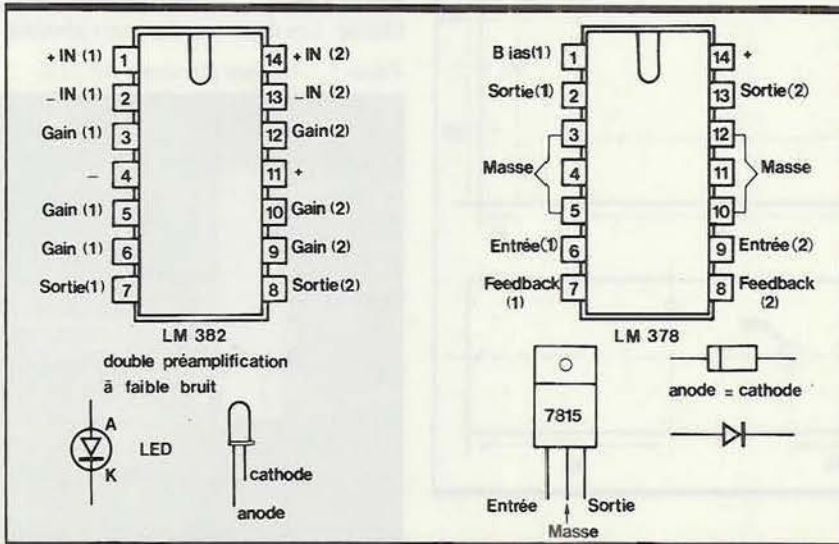 +IN (1) 1 14 +IN (2)
_IN (1) 2 13 _IN (2)
Gain (1) 3 12 Gain(2)
_ 4 11 +
Gain (1) 5 10 Gain (2)
Gain (1) 6 9 Gain (2)
Sortie(1) 7 8 Sortie(2)
LM 382
double préamplification
à faible bruit
A
LED
K
cathode
anode
Bias(1) 1 14 +
Sortie(1) 2 13 Sortie(2)
3 12
Masse 4 11 Masse
5 10
Entrée(1) 6 9 Entrée(2)
Feedback 7 8 Feedback
(1) (2)
LM 378
7815
anode = cathode
Entrée Sortie
Masse